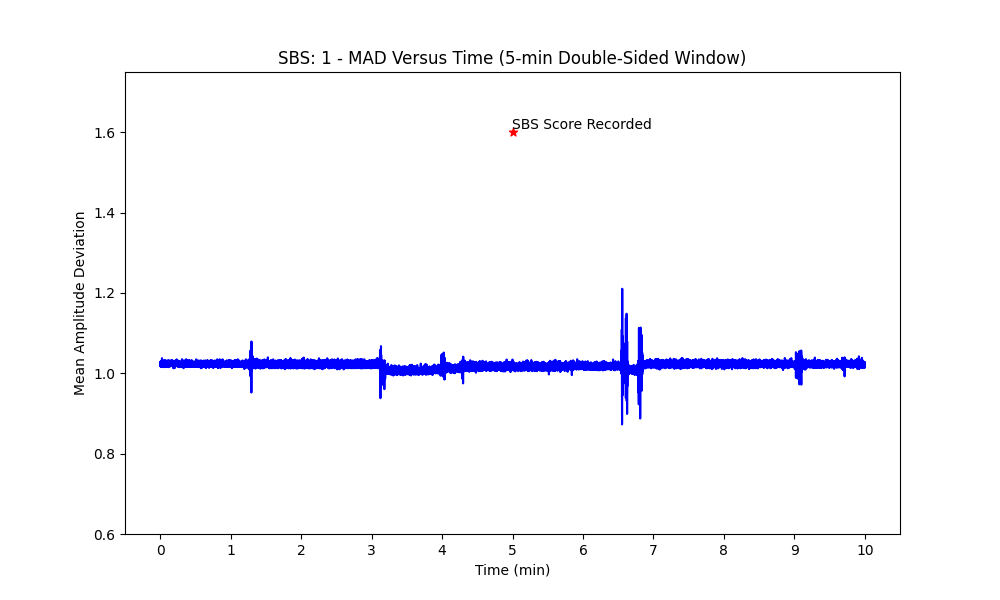 SBS: 1 - MAD Versus Time (5-min Double-Sided Window)
SBS Score Recorded
Mean Amplitude Deviation
1.6
1.4
1.2
1.0
0.8
0.6
0 1 2 3 4 5 6 7 8 9 10
Time (min)